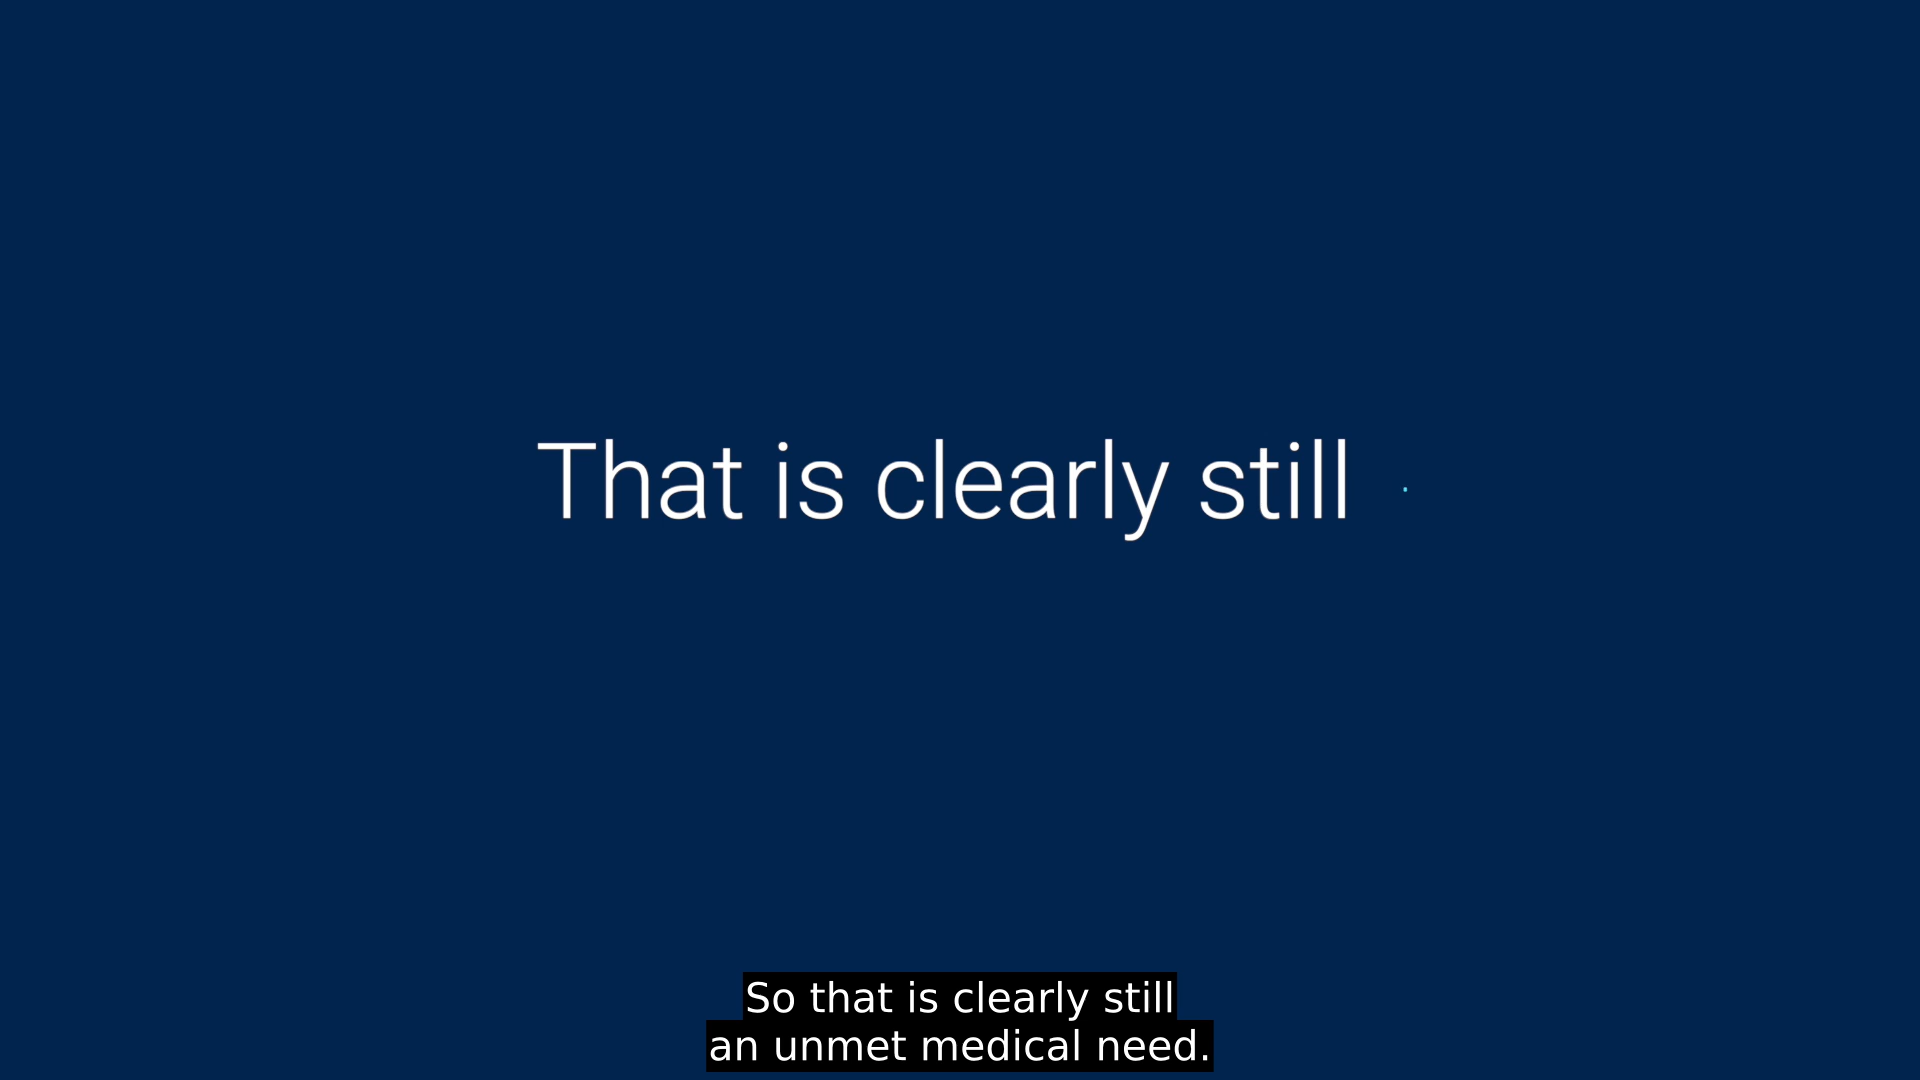 That is clearly still
So that is clearly still
an unmet medical need.